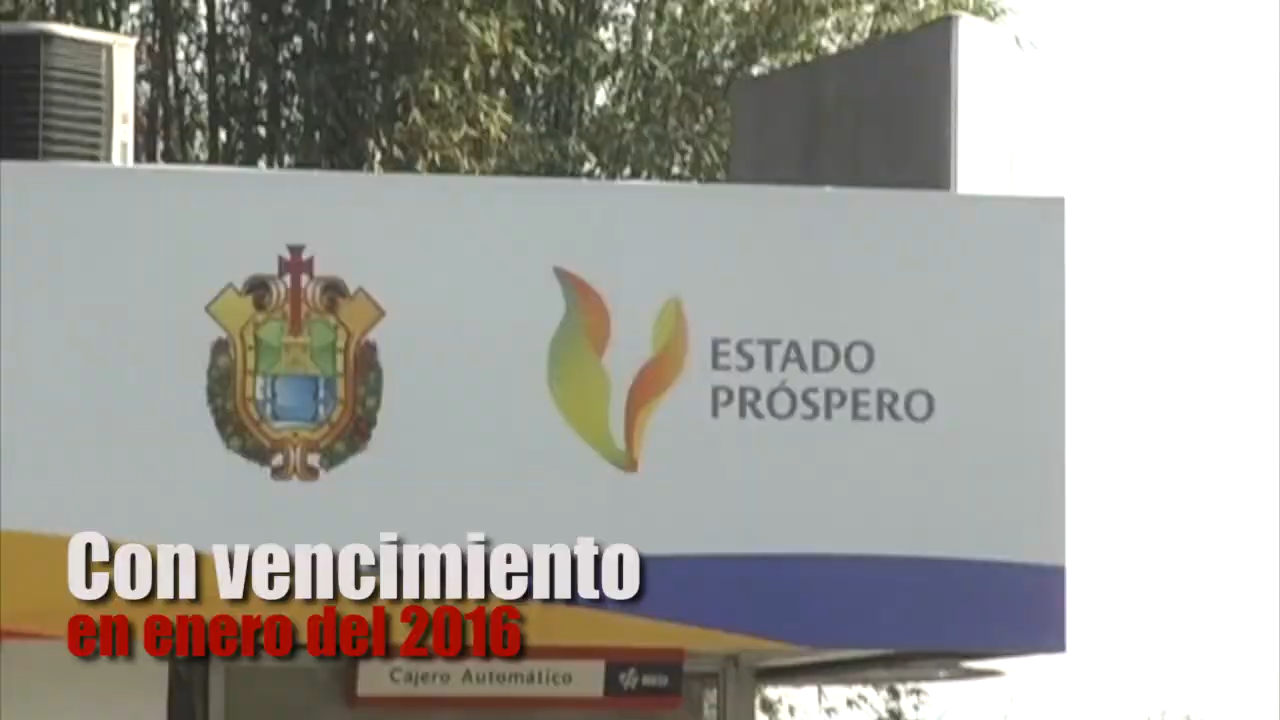 ESTADO
PRÓSPERO
Con vencimiento
en enero del 2016
Cajero Automático